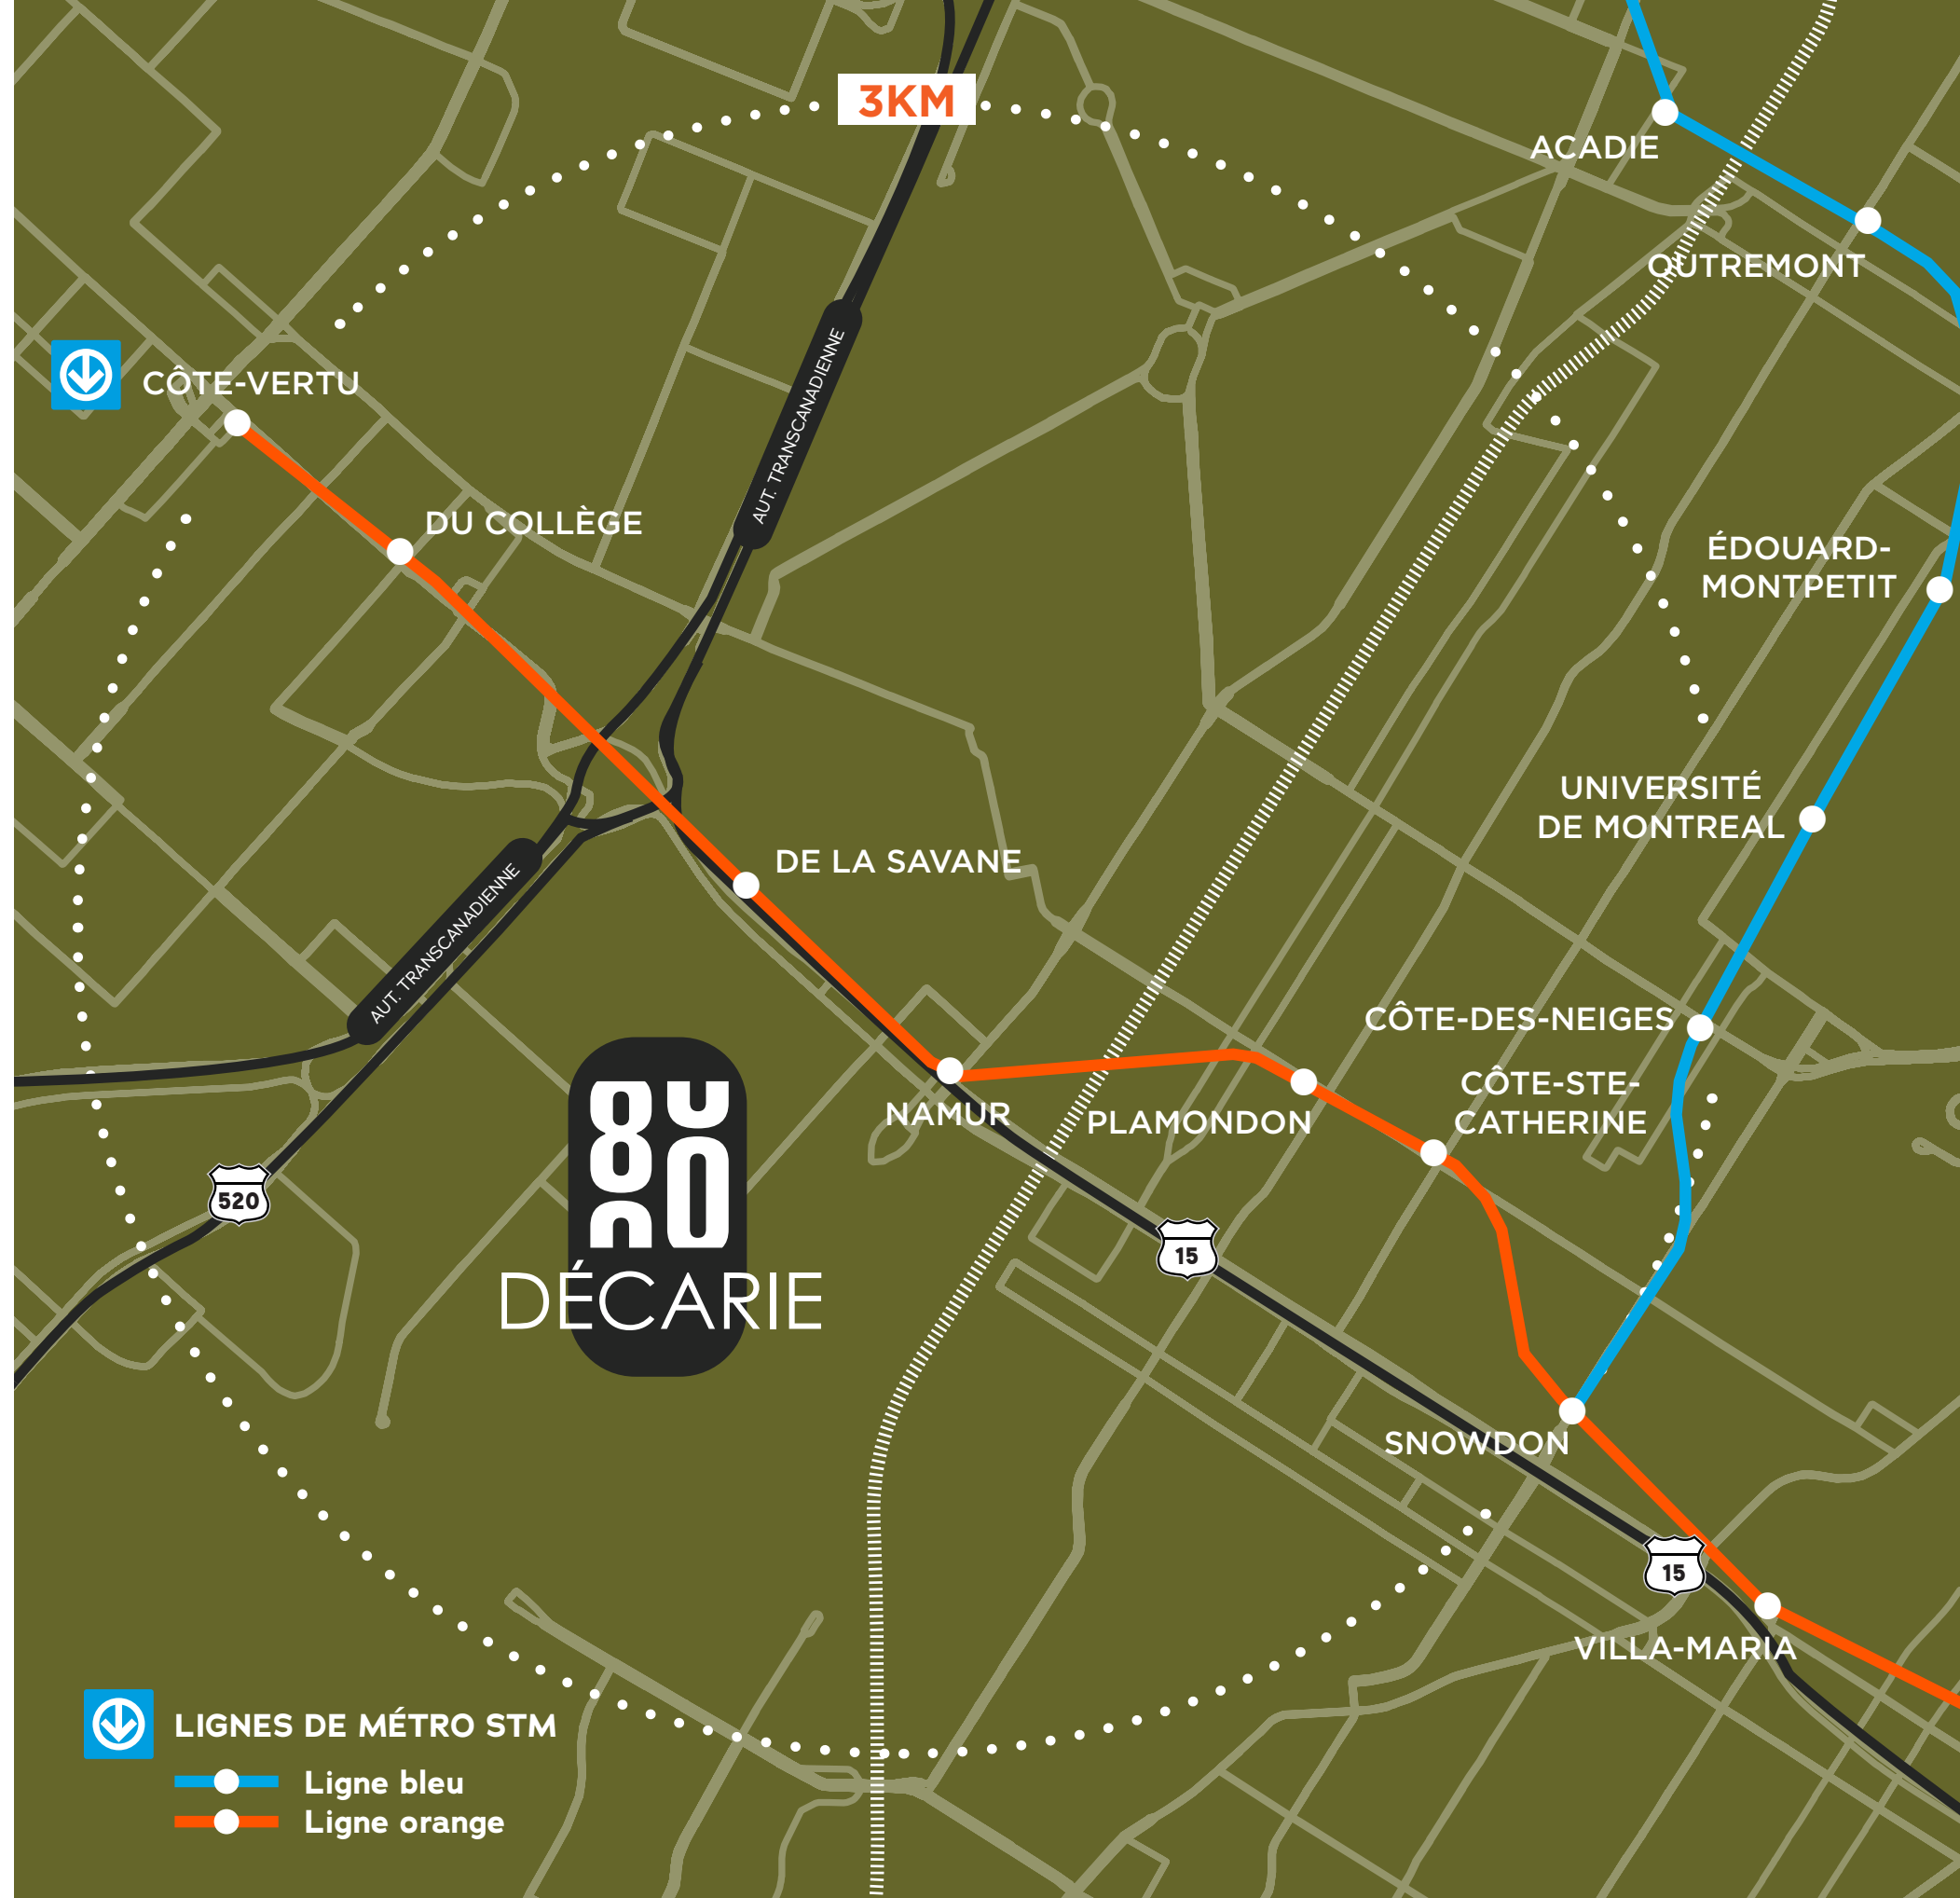 3KM
ACADIE
OUTREMONT
AUT. TRANSCANADIENNE
CÔTE-VERTU
DU COLLÈGE
ÉDOUARD-
MONTPETIT
UNIVERSITÉ
DE MONTREAL
DE LA SAVANE
AUT. TRANSCANADIENNE
CÔTE-DES-NEIGES
CÔTE-STE-
CATHERINE
NAMUR
PLAMONDON
520
15
DÉCARIE
SNOWDON
15
VILLA-MARIA
LIGNES DE MÉTRO STM
Ligne bleu
Ligne orange